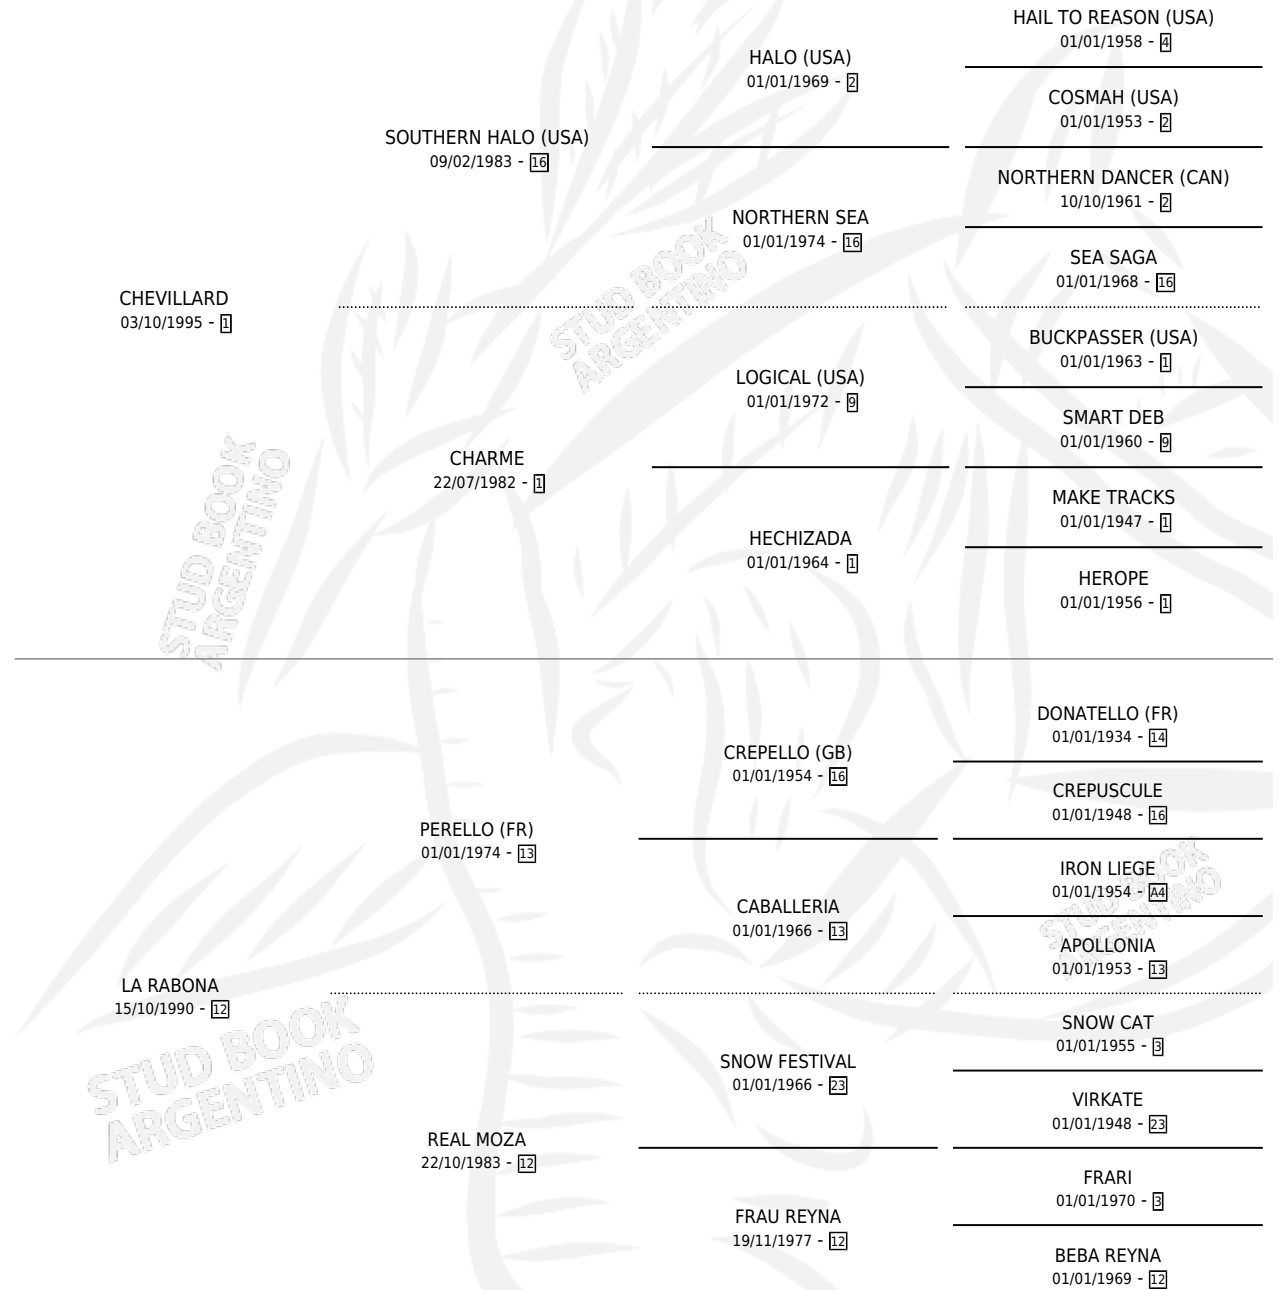 HAIL TO REASON (USA)
01/01/1958 - 4
HALO (USA)
01/01/1969 - 2
COSMAH (USA)
01/01/1953 - 2
SOUTHERN HALO (USA)
09/02/1983 - 16
NORTHERN DANCER (CAN)
10/10/1961 - 2
NORTHERN SEA
01/01/1974 - 16
SEA SAGA
01/01/1968 - 16
CHEVILLARD
03/10/1995 - 1
STUD BOOK
ARGENTINO
BUCKPASSER (USA)
01/01/1963 - 1
LOGICAL (USA)
01/01/1972 - 9
SMART DEB
01/01/1960 - 9
CHARME
22/07/1982 - 1
MAKE TRACKS
01/01/1947 - 1
HECHIZADA
01/01/1964 - 1
HEROPE
01/01/1956 - 1
STUD BOOK
ARGENTINO
DONATELLO (FR)
01/01/1934 - 14
CREPELLO (GB)
01/01/1954 - 16
CREPUSCULE
01/01/1948 - 16
PERELLO (FR)
01/01/1974 - 13
IRON LIEGE
01/01/1954 - A4
CABALLERIA
01/01/1966 - 13
STUD BOOK
ARGENTINO
APOLLONIA
01/01/1953 - 13
LA RABONA
15/10/1990 - 12
SNOW CAT
01/01/1955 - 3
SNOW FESTIVAL
01/01/1966 - 23
STUD BOOK
ARGENTINO
VIRKATE
01/01/1948 - 23
REAL MOZA
22/10/1983 - 12
FRARI
01/01/1970 - 3
FRAU REYNA
19/11/1977 - 12
BEBA REYNA
01/01/1969 - 12